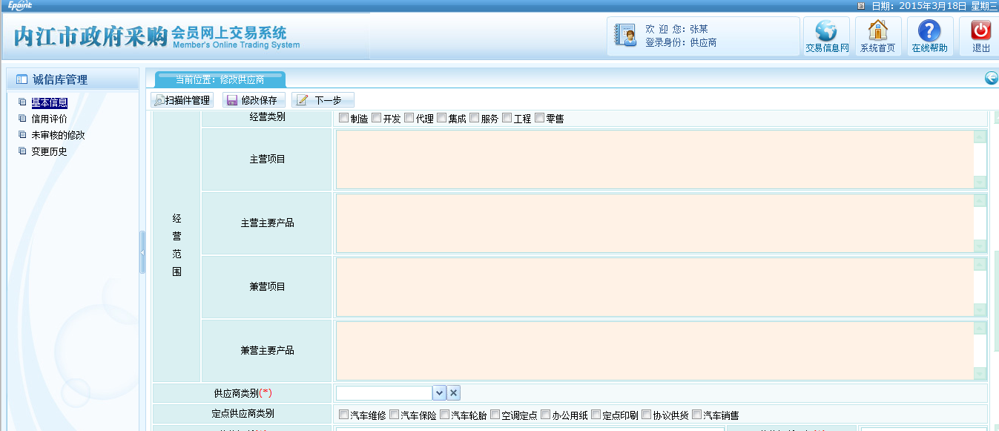 Epoint
日期：2015年3月18日 星期三
内江市政府采购 会员网上交易系统
Member's Online Trading System
欢 迎 您：张某
登录身份：供应商
交易信息网 系统首页 在线帮助 退出
诚信库管理
基本信息
信用评价
未审核的修改
变更历史
当前位置：修改供应商
扫描件管理 修改保存 下一步
经营范围
经营类别 制造 开发 代理 集成 服务 工程 零售
主营项目
主营主要产品
兼营项目
兼营主要产品
供应商类别(*)
定点供应商类别 汽车维修 汽车保险 汽车轮胎 空调定点 办公用纸 定点印刷 协议供货 汽车销售